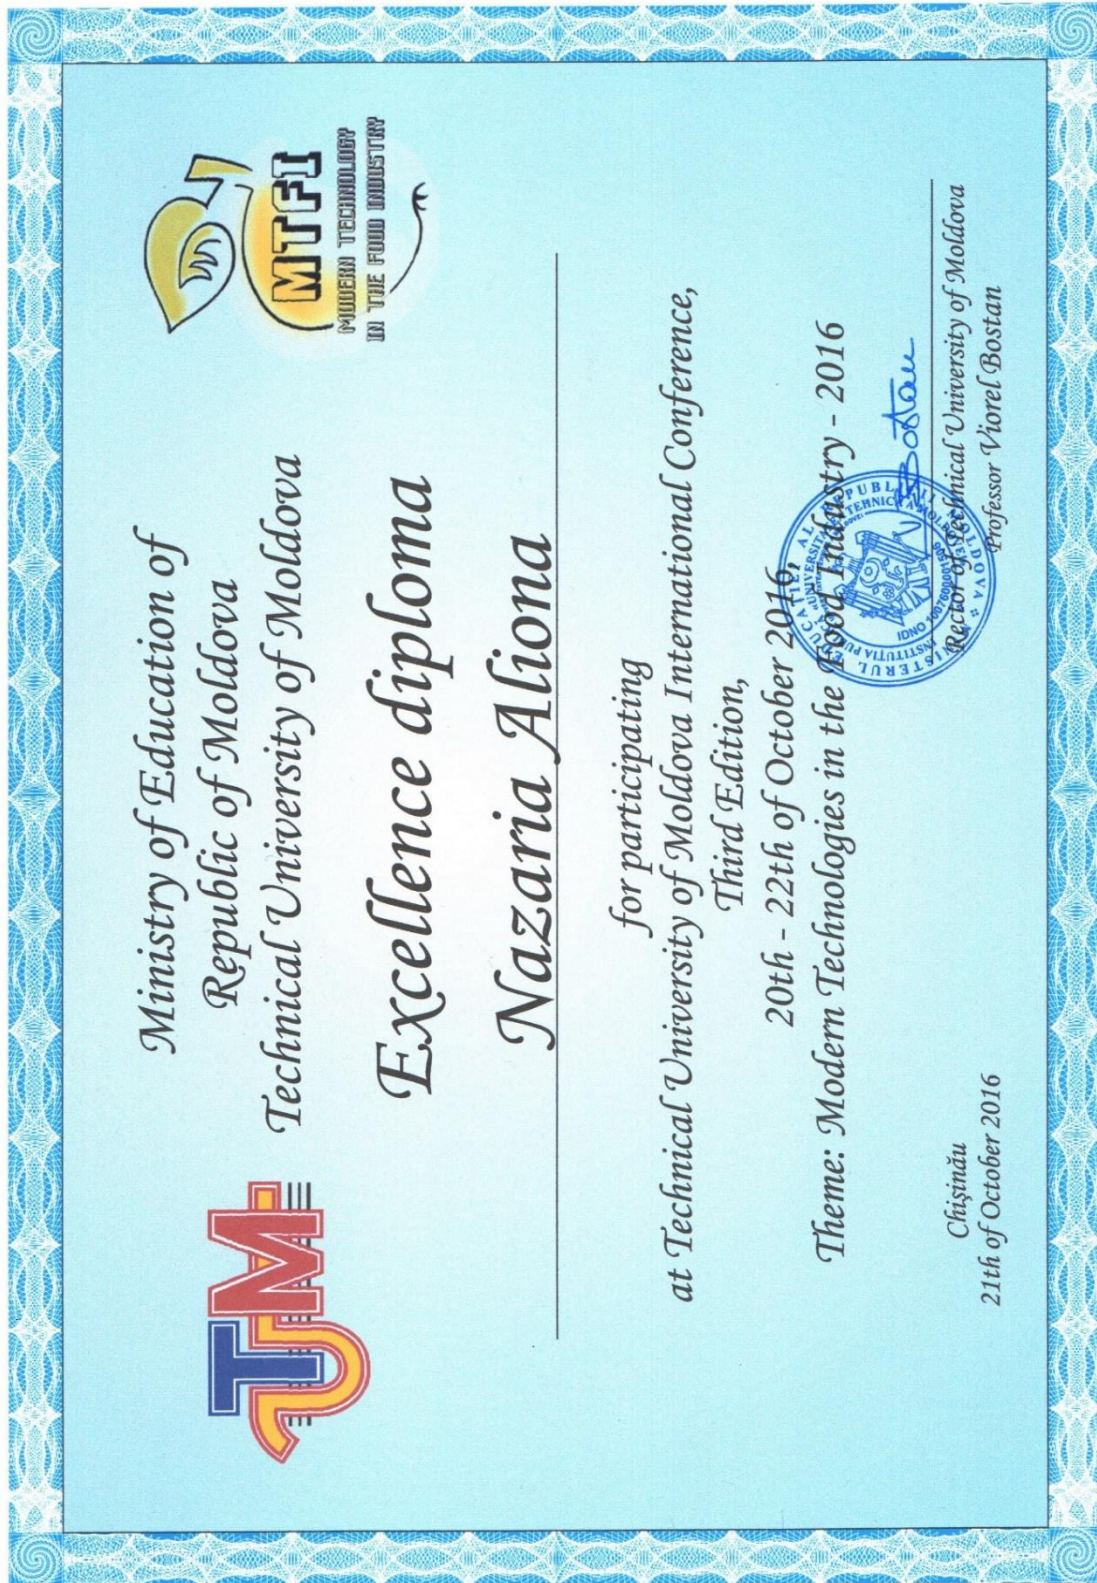 Ministry of Education of
Republic of Moldova
Technical University of Moldova
TUM
MTFI
MODERN TECHNOLOGY
IN THE FOOD INDUSTRY
Excellence diploma
Nazaria Aliona
for participating
at Technical University of Moldova International Conference,
Third Edition,
20th - 22th of October 2016,
Theme: Modern Technologies in the Food Industry - 2016
Chişinău
21th of October 2016
Bostan
Rector of Technical University of Moldova
Professor Viorel Bostan